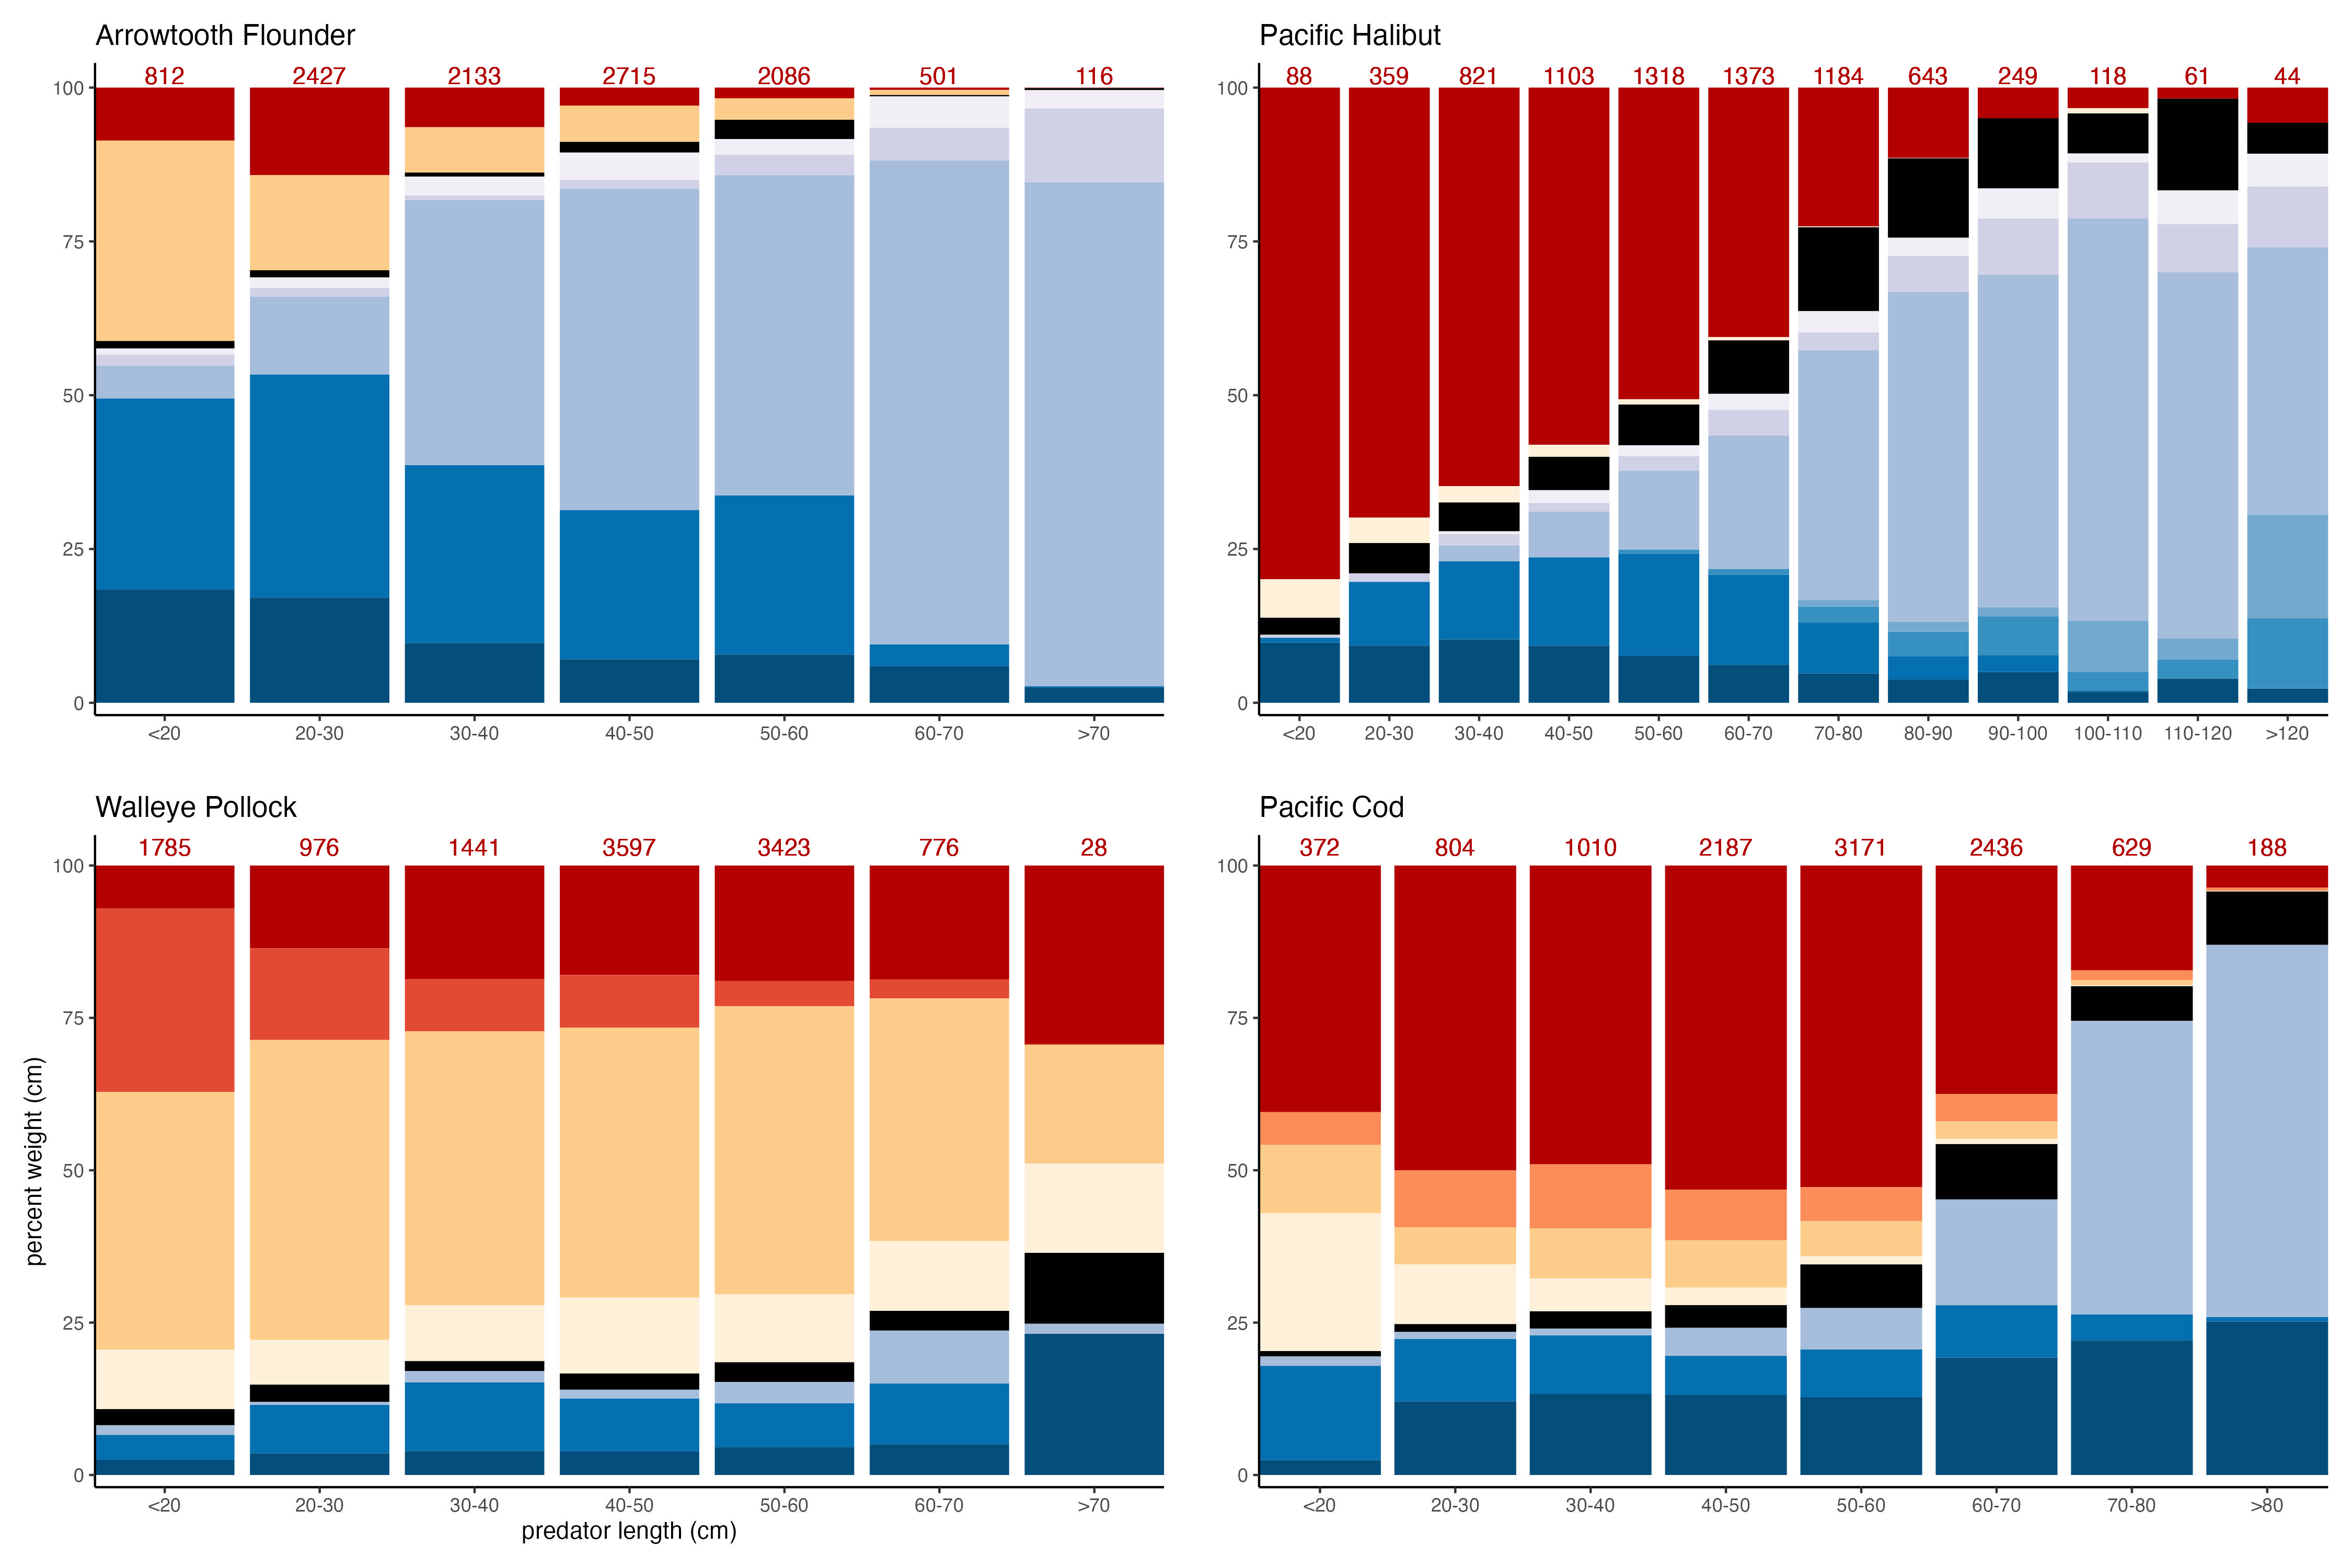 Arrowtooth Flounder
812 2427 2133 2715 2086 501 116
100
75
50
25
0
<20 20-30 30-40 40-50 50-60 60-70 >70
Pacific Halibut
88 359 821 1103 1318 1373 1184 643 249 118 61 44
100
75
50
25
0
<20 20-30 30-40 40-50 50-60 60-70 70-80 80-90 90-100 100-110 110-120 >120
Walleye Pollock
1785 976 1441 3597 3423 776 28
100
75
50
25
0
<20 20-30 30-40 40-50 50-60 60-70 >70
percent weight (cm)
predator length (cm)
Pacific Cod
372 804 1010 2187 3171 2436 629 188
100
75
50
25
0
<20 20-30 30-40 40-50 50-60 60-70 70-80 >80